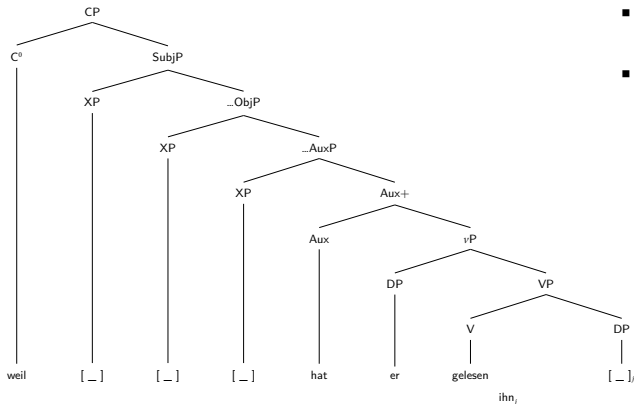 CP
C⁰ SubjP
XP ...ObjP
XP ...AuxP
XP Aux+
Aux vP
DP VP
V DP
weil [ _ ] [ _ ] [ _ ] hat er gelesen [ _ ]i
ihni